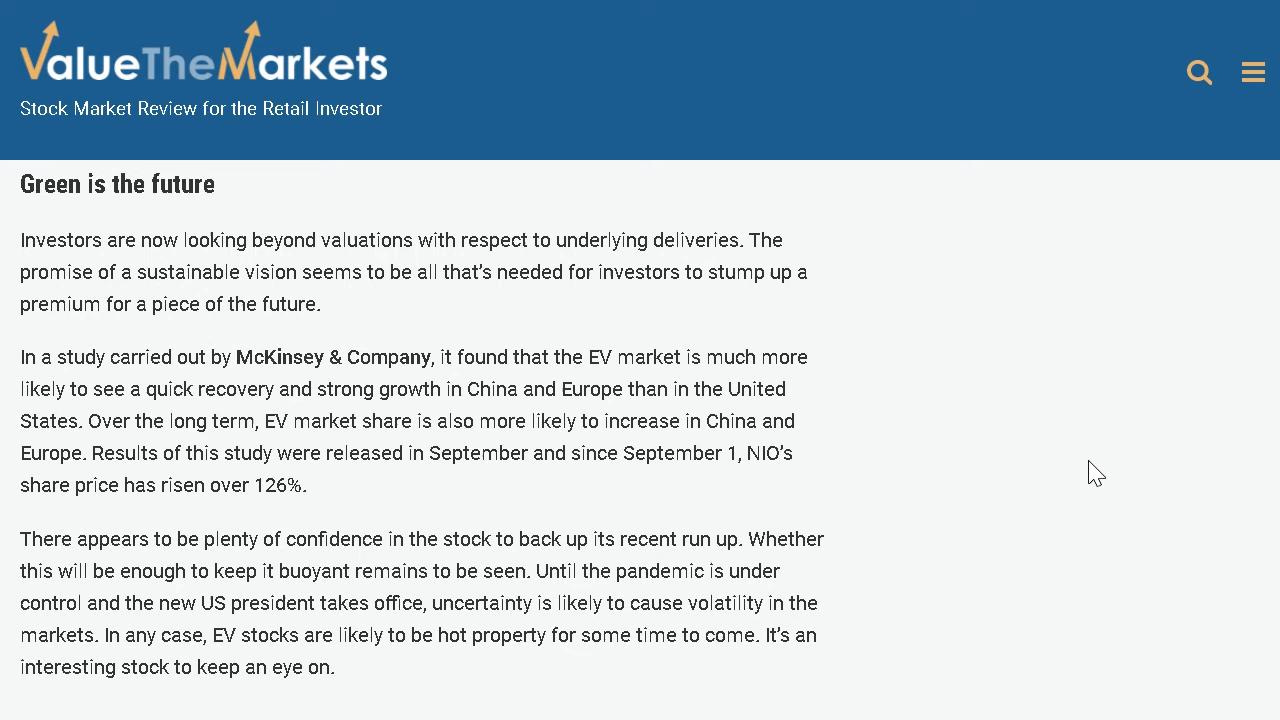 ValueTheMarkets
Stock Market Review for the Retail Investor
Green is the future
Investors are now looking beyond valuations with respect to underlying deliveries. The
promise of a sustainable vision seems to be all that’s needed for investors to stump up a
premium for a piece of the future.
In a study carried out by McKinsey & Company, it found that the EV market is much more
likely to see a quick recovery and strong growth in China and Europe than in the United
States. Over the long term, EV market share is also more likely to increase in China and
Europe. Results of this study were released in September and since September 1, NIO’s
share price has risen over 126%.
There appears to be plenty of confidence in the stock to back up its recent run up. Whether
this will be enough to keep it buoyant remains to be seen. Until the pandemic is under
control and the new US president takes office, uncertainty is likely to cause volatility in the
markets. In any case, EV stocks are likely to be hot property for some time to come. It’s an
interesting stock to keep an eye on.